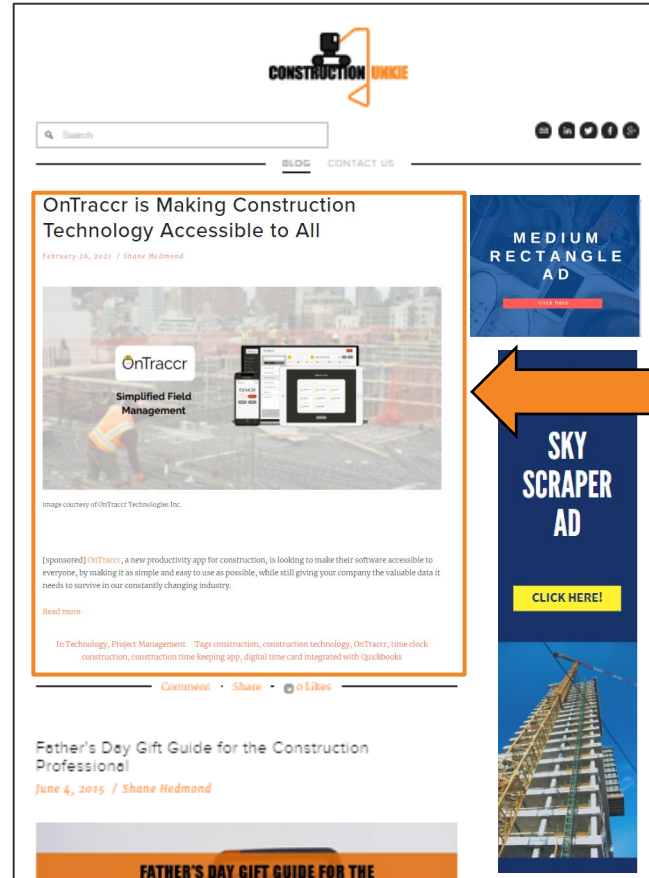 CONSTRUCTION JUNKIE
Search
BLOG CONTACT US
OnTraccr is Making Construction
Technology Accessible to All
February 26, 2021 / Shane Hedmond
OnTraccr
Simplified Field
Management
Image courtesy of OnTraccr Technologies Inc.
[sponsored] OnTraccr, a new productivity app for construction, is looking to make their software accessible to
everyone, by making it as simple and easy to use as possible, while still giving your company the valuable data it
needs to survive in our constantly changing industry.
Read more
In Technology, Project Management Tags construction, construction technology, OnTraccr, time clock
construction, construction time keeping app, digital time card integrated with Quickbooks
Comment · Share · 0 Likes
Father's Day Gift Guide for the Construction
Professional
June 4, 2015 / Shane Hedmond
FATHER'S DAY GIFT GUIDE FOR THE
MEDIUM
RECTANGLE
AD
click here
SKY
SCRAPER
AD
CLICK HERE!